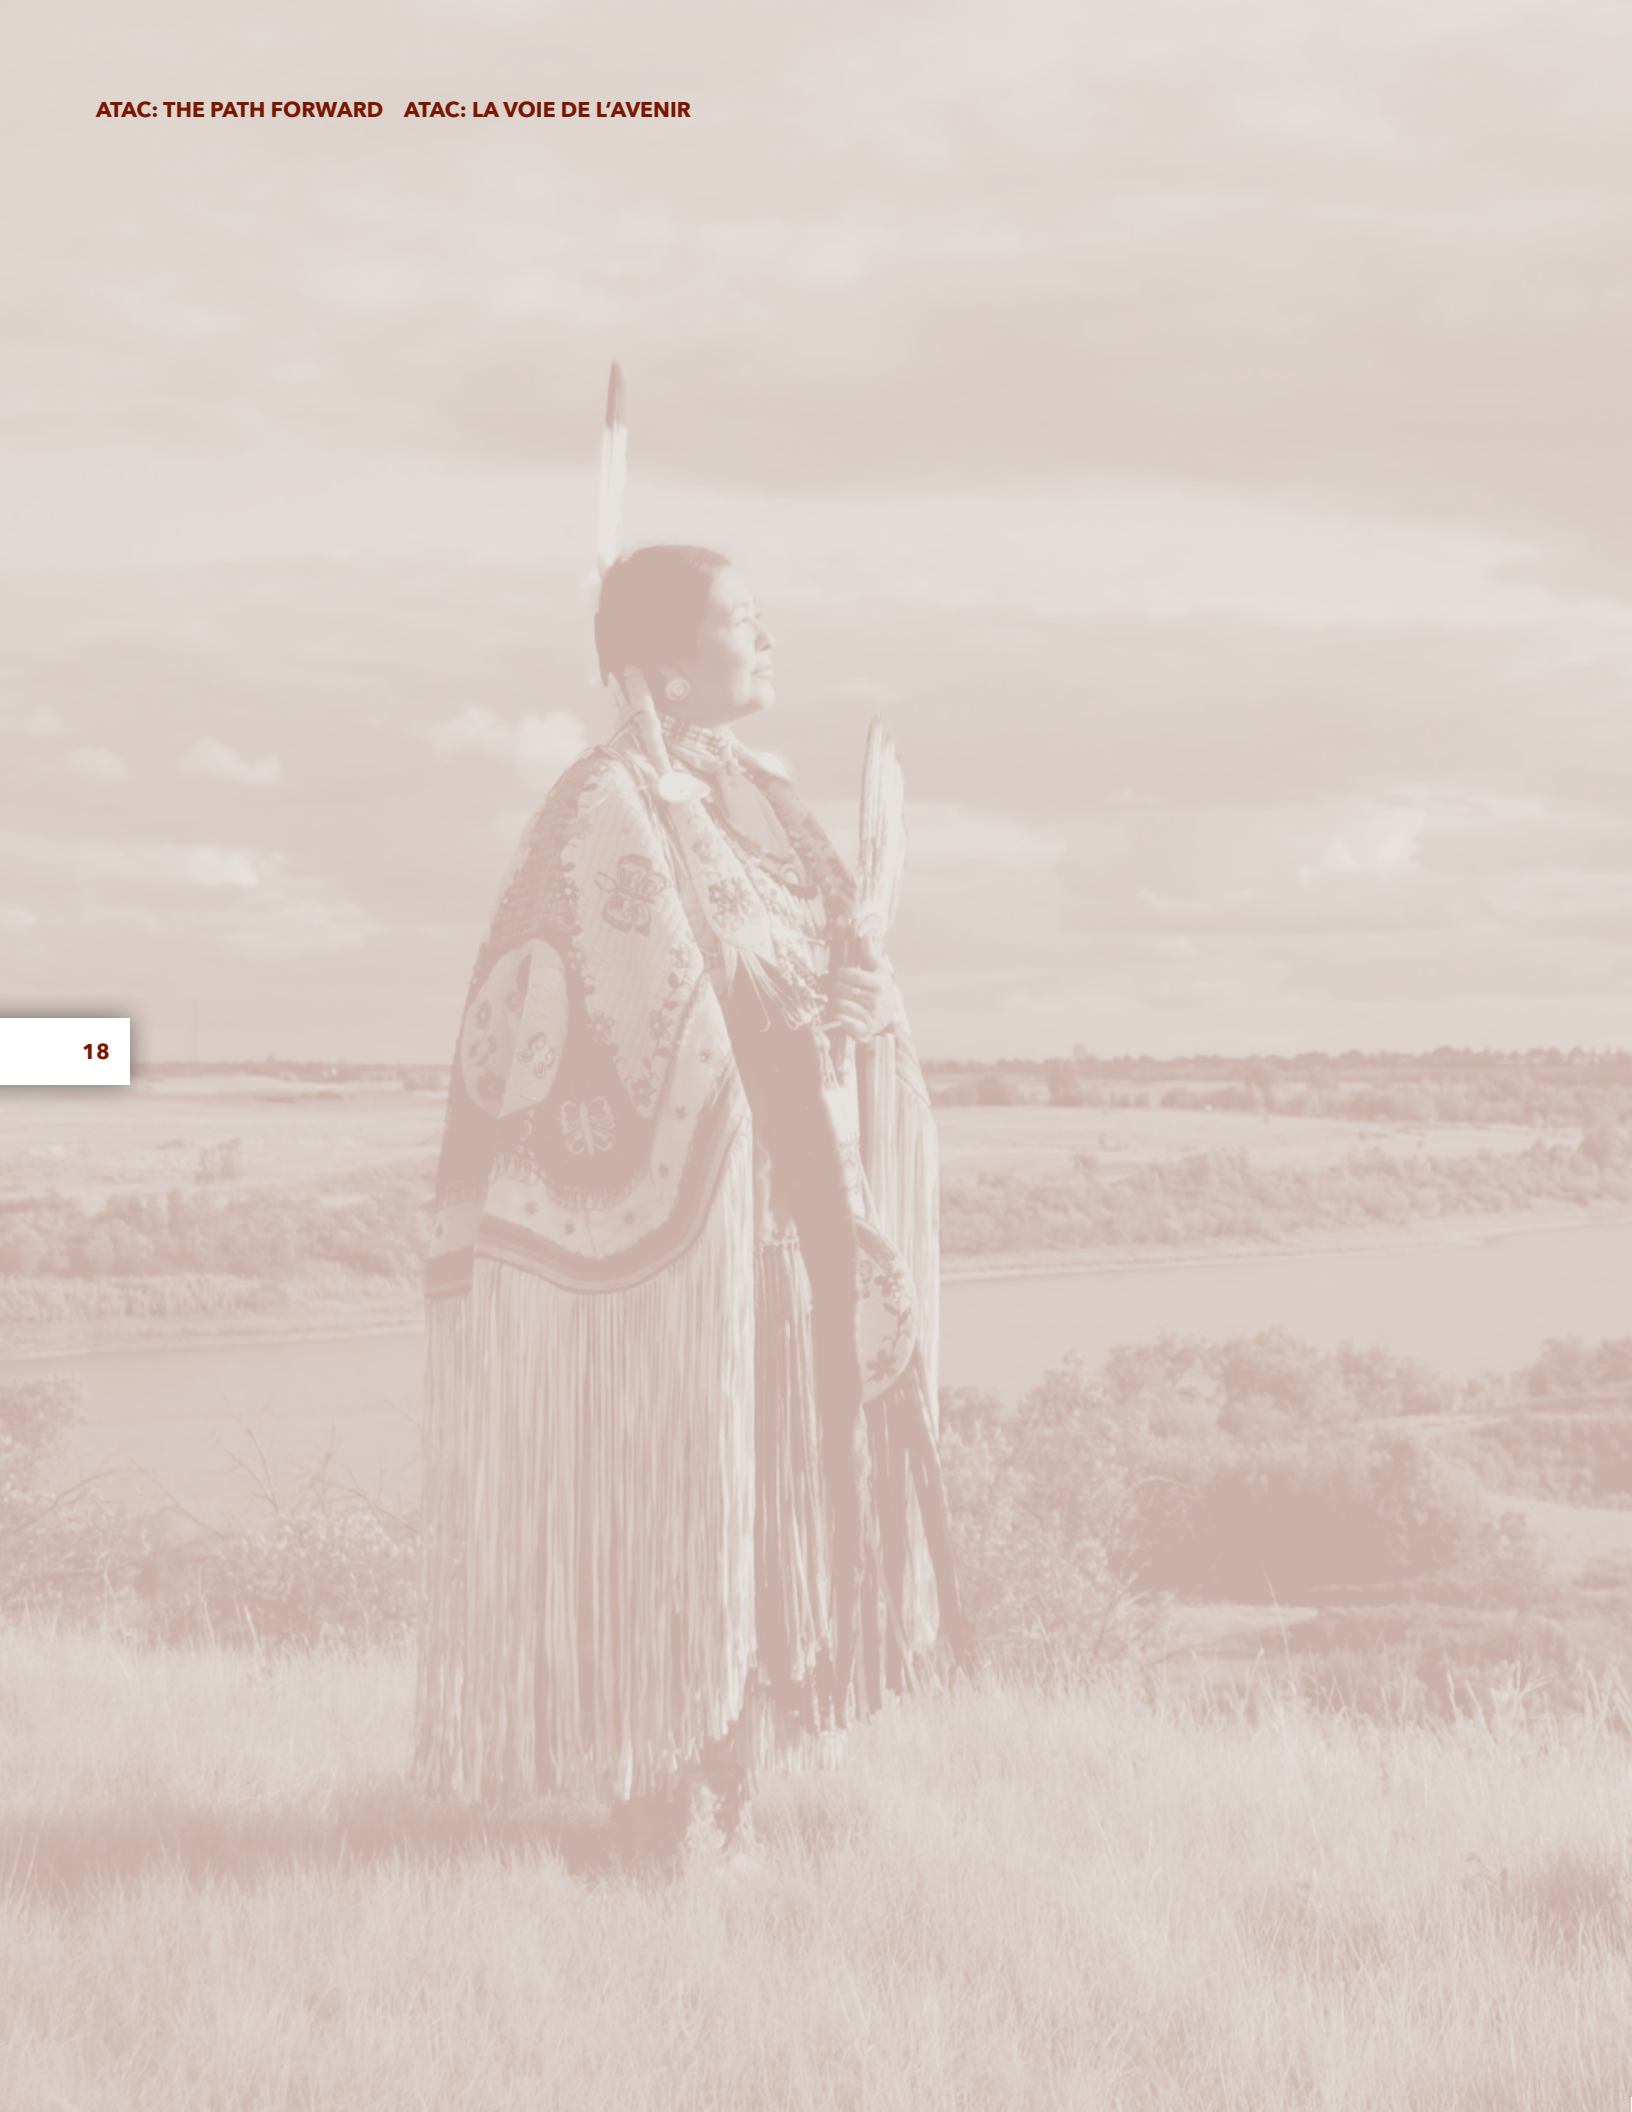 ATAC: THE PATH FORWARD ATAC: LA VOIE DE L’AVENIR
18